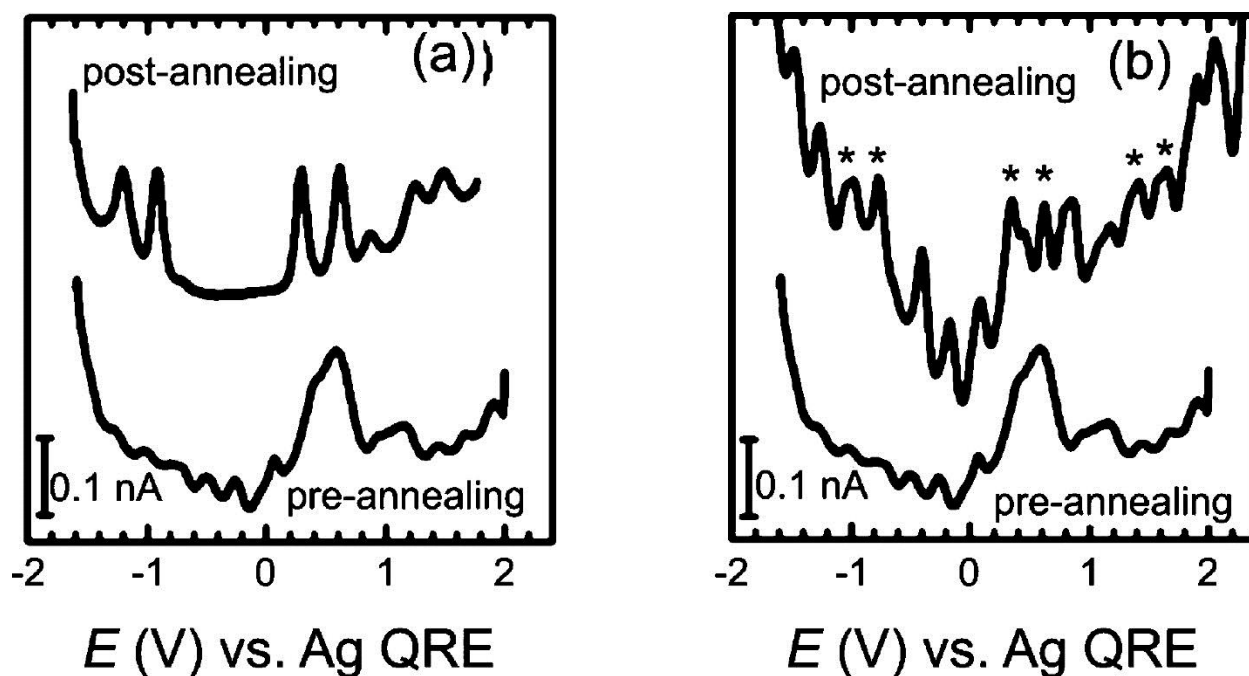 (a))
post-annealing
0.1 nA
pre-annealing
-2 -1 0 1 2
E (V) vs. Ag QRE
(b)
post-annealing
* * * * * *
0.1 nA
pre-annealing
-2 -1 0 1 2
E (V) vs. Ag QRE